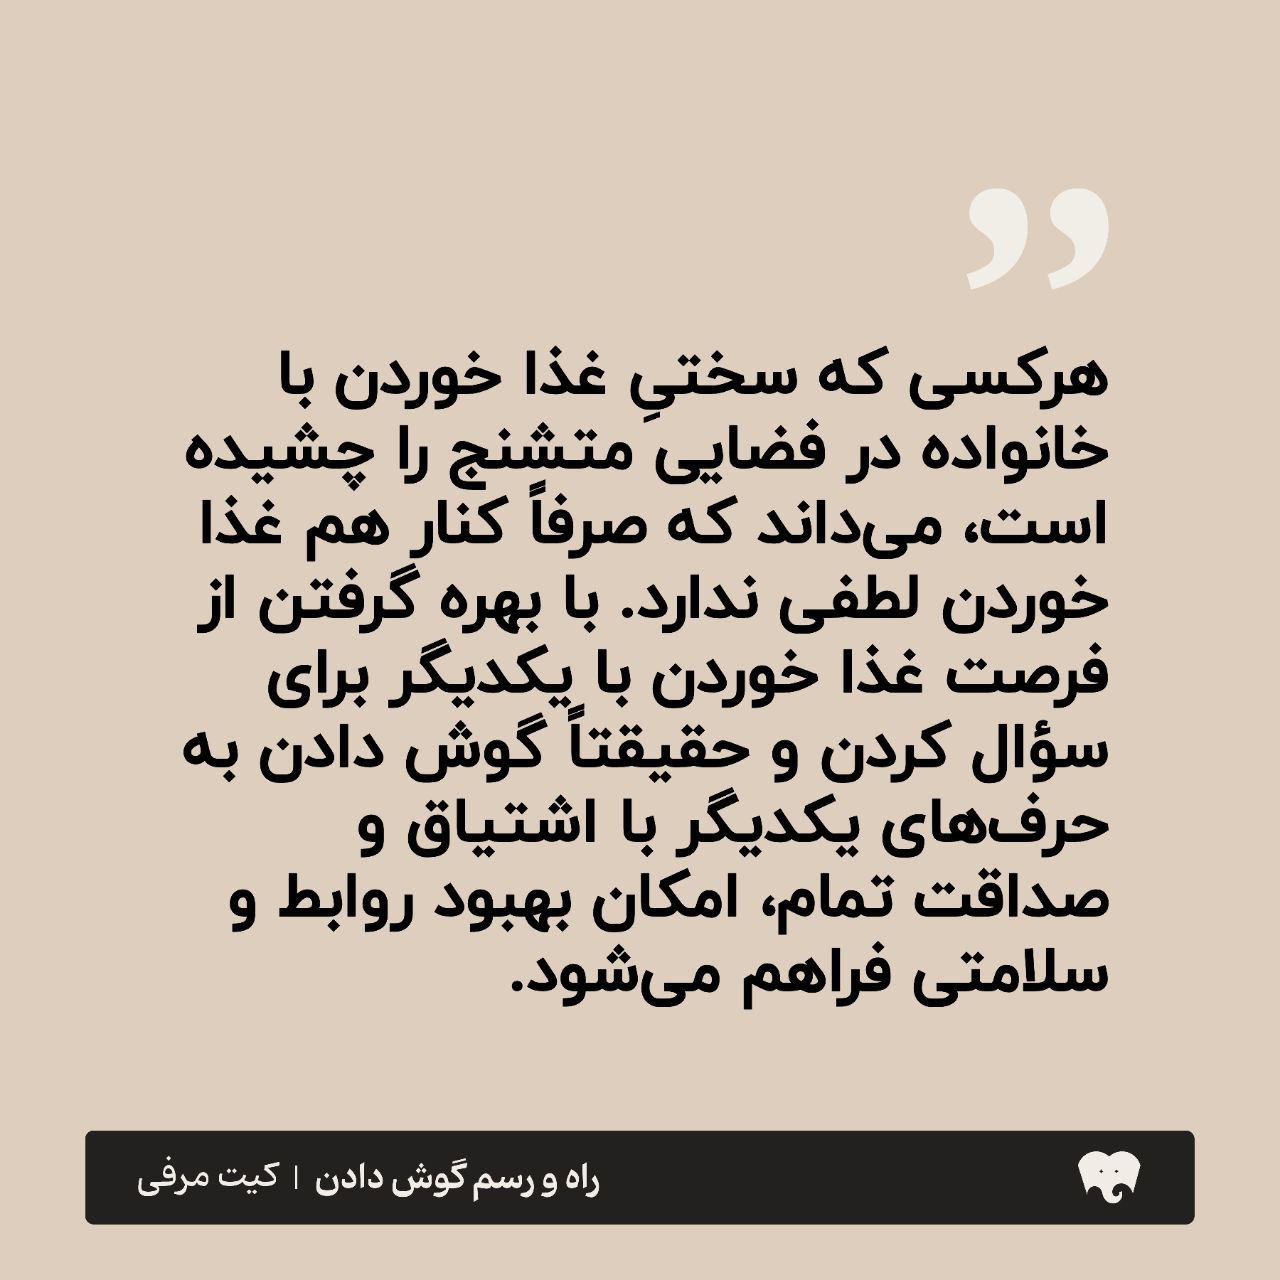 هرکسی که سختیِ غذا خوردن با
خانواده در فضایی متشنج را چشیده
است، می‌داند که صرفاً کنار هم غذا
خوردن لطفی ندارد. با بهره گرفتن از
فرصت غذا خوردن با یکدیگر برای
سؤال کردن و حقیقتاً گوش دادن به
حرف‌های یکدیگر با اشتیاق و
صداقت تمام، امکان بهبود روابط و
سلامتی فراهم می‌شود.
راه و رسم گوش دادن | کیت مرفی